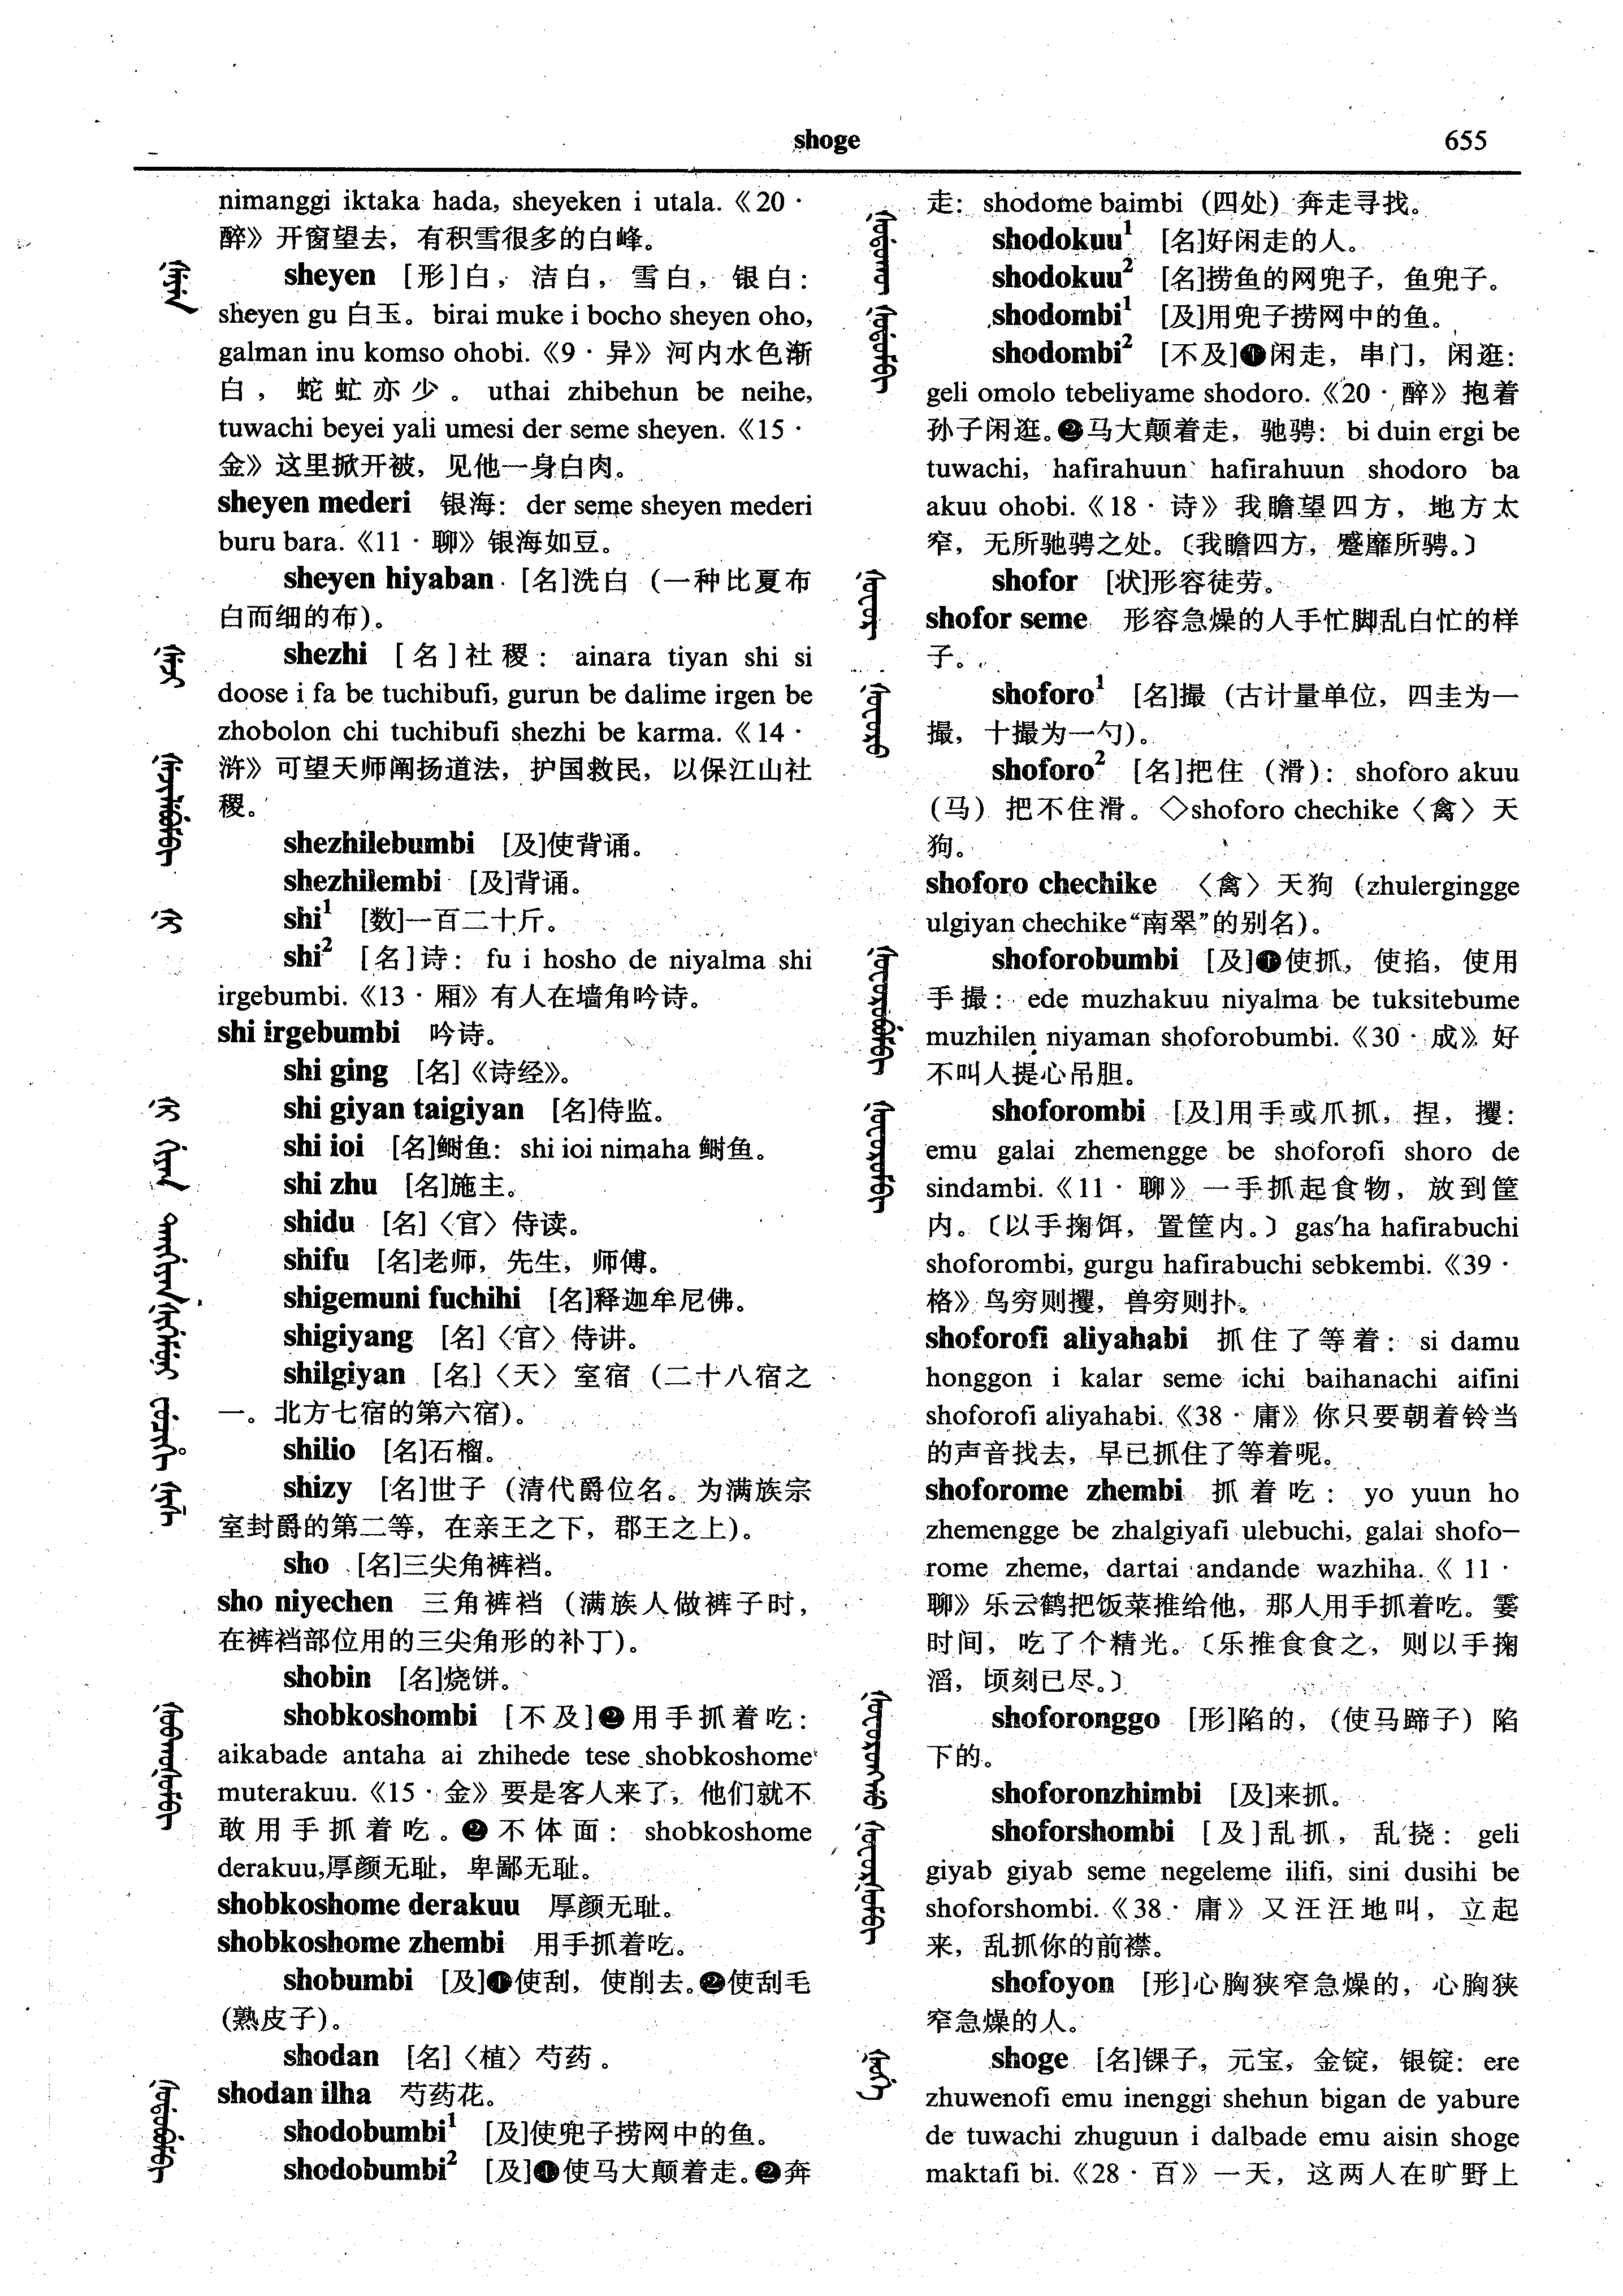 shoge
655
nimanggi iktaka hada, sheyeken i utala.《20·
醉》开窗望去，有积雪很多的白峰。
sheyen [形]白，洁白，雪白，银白：
sheyen gu 白玉。birai muke i bocho sheyen oho,
galman inu komso ohobi.《9·异》河内水色渐
白，蛇虻亦少。uthai zhibehun be neihe,
tuwachi beyei yali umesi der seme sheyen.《15·
金》这里掀开被，见他一身白肉。
sheyen mederi 银海：der seme sheyen mederi
buru bara.《11·聊》银海如豆。
sheyen hiyaban [名]洗白（一种比夏布
白而细的布）。
shezhi [名]社稷：ainara tiyan shi si
doose i fa be tuchibufi, gurun be dalime irgen be
zhobolon chi tuchibufi shezhi be karma.《14·
浒》可望天师阐扬道法，护国救民，以保江山社
稷。
shezhilebumbi [及]使背诵。
shezhilembi [及]背诵。
shi¹ [数]一百二十斤。
shi² [名]诗：fu i hosho de niyalma shi
irgebumbi.《13·厢》有人在墙角吟诗。
shi irgebumbi 吟诗。
shi ging [名]《诗经》。
shi giyan taigiyan [名]侍监。
shi ioi [名]鲥鱼：shi ioi nimaha 鲥鱼。
shi zhu [名]施主。
shidu [名]〈官〉侍读。
shifu [名]老师，先生，师傅。
shigemuni fuchihi [名]释迦牟尼佛。
shigiyang [名]〈官〉侍讲。
shilgiyan [名]〈天〉室宿（二十八宿之
一。北方七宿的第六宿）。
shilio [名]石榴。
shizy [名]世子（清代爵位名。为满族宗
室封爵的第二等，在亲王之下，郡王之上）。
sho [名]三尖角裤裆。
sho niyechen 三角裤裆（满族人做裤子时，
在裤裆部位用的三尖角形的补丁）。
shobin [名]烧饼。
shobkoshombi [不及]❷用手抓着吃：
aikabade antaha ai zhihede tese shobkoshome
muterakuu.《15·金》要是客人来了，他们就不
敢用手抓着吃。❷不体面：shobkoshome
derakuu,厚颜无耻，卑鄙无耻。
shobkoshome derakuu 厚颜无耻。
shobkoshome zhembi 用手抓着吃。
shobumbi [及]❶使刮，使削去。❷使刮毛
（熟皮子）。
shodan [名]〈植〉芍药。
shodan ilha 芍药花。
shodobumbi¹ [及]使兜子捞网中的鱼。
shodobumbi² [及]❶使马大颠着走。❷奔
走：shodome baimbi（四处）奔走寻找。
shodokuu¹ [名]好闲走的人。
shodokuu² [名]捞鱼的网兜子，鱼兜子。
shodombi¹ [及]用兜子捞网中的鱼。
shodombi² [不及]❶闲走，串门，闲逛：
geli omolo tebeliyame shodoro.《20·醉》抱着
孙子闲逛。❷马大颠着走，驰骋：bi duin ergi be
tuwachi, hafirahuun hafirahuun shodoro ba
akuu ohobi.《18·诗》我瞻望四方，地方太
窄，无所驰骋之处。〔我瞻四方，蹙靡所骋。〕
shofor [状]形容徒劳。
shofor seme 形容急燥的人手忙脚乱白忙的样
子。
shoforo¹ [名]撮（古计量单位，四圭为一
撮，十撮为一勺）。
shoforo² [名]把住（滑）：shoforo akuu
（马）把不住滑。◇shoforo chechike〈禽〉天
狗。
shoforo chechike 〈禽〉天狗（zhulergingge
ulgiyan chechike“南翠”的别名）。
shoforobumbi [及]❶使抓，使掐，使用
手撮：ede muzhakuu niyalma be tuksitebume
muzhilen niyaman shoforobumbi.《30·成》好
不叫人提心吊胆。
shoforombi [及]用手或爪抓，捏，攫：
emu galai zhemengge be shoforofi shoro de
sindambi.《11·聊》一手抓起食物，放到筐
内。〔以手掬饵，置筐内。〕gas'ha hafirabuchi
shoforombi, gurgu hafirabuchi sebkembi.《39·
格》鸟穷则攫，兽穷则扑。
shoforofi aliyahabi 抓住了等着：si damu
honggon i kalar seme ichi baihanachi aifini
shoforofi aliyahabi.《38·庸》你只要朝着铃当
的声音找去，早已抓住了等着呢。
shoforome zhembi 抓着吃：yo yuun ho
zhemengge be zhalgiyafi ulebuchi, galai shofo-
rome zheme, dartai andande wazhiha.《11·
聊》乐云鹤把饭菜推给他，那人用手抓着吃。霎
时间，吃了个精光。〔乐推食食之，则以手掬
滔，顷刻已尽。〕
shoforonggo [形]陷的，（使马蹄子）陷
下的。
shoforonzhimbi [及]来抓。
shoforshombi [及]乱抓，乱挠：geli
giyab giyab seme negeleme ilifi, sini dusihi be
shoforshombi.《38·庸》又汪汪地叫，立起
来，乱抓你的前襟。
shofoyon [形]心胸狭窄急燥的，心胸狭
窄急燥的人。
shoge [名]锞子，元宝，金锭，银锭：ere
zhuwenofi emu inenggi shehun bigan de yabure
de tuwachi zhuguun i dalbade emu aisin shoge
maktafi bi.《28·百》一天，这两人在旷野上